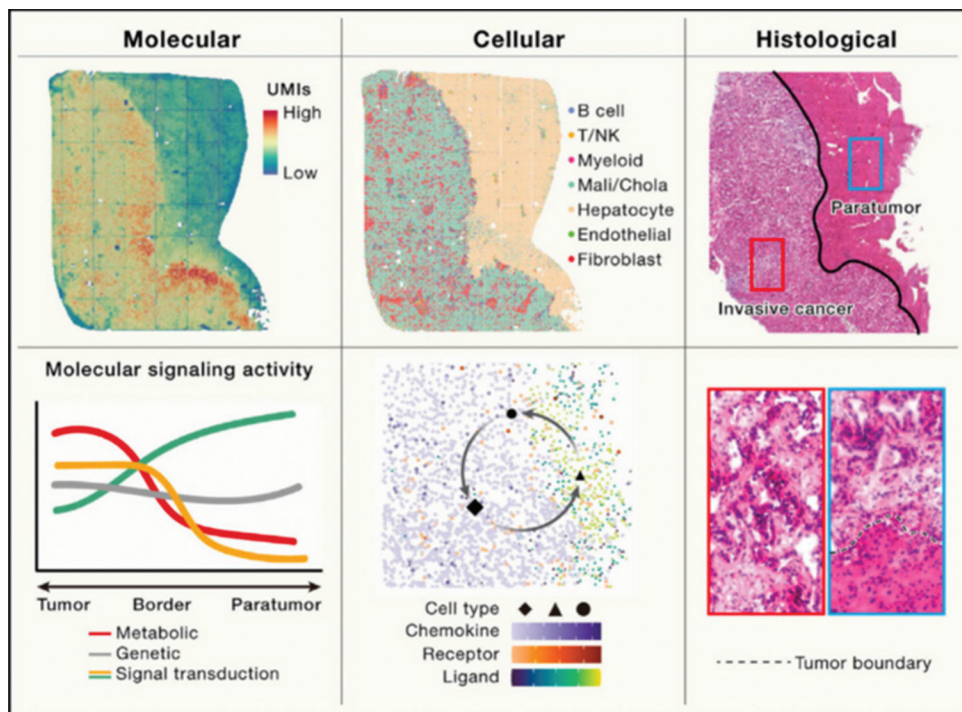 Molecular
Cellular
Histological
UMIs
High
Low
B cell
T/NK
Myeloid
Mali/Chola
Hepatocyte
Endothelial
Fibroblast
Paratumor
Invasive cancer
Molecular signaling activity
Tumor Border Paratumor
Metabolic
Genetic
Signal transduction
Cell type
Chemokine
Receptor
Ligand
Tumor boundary